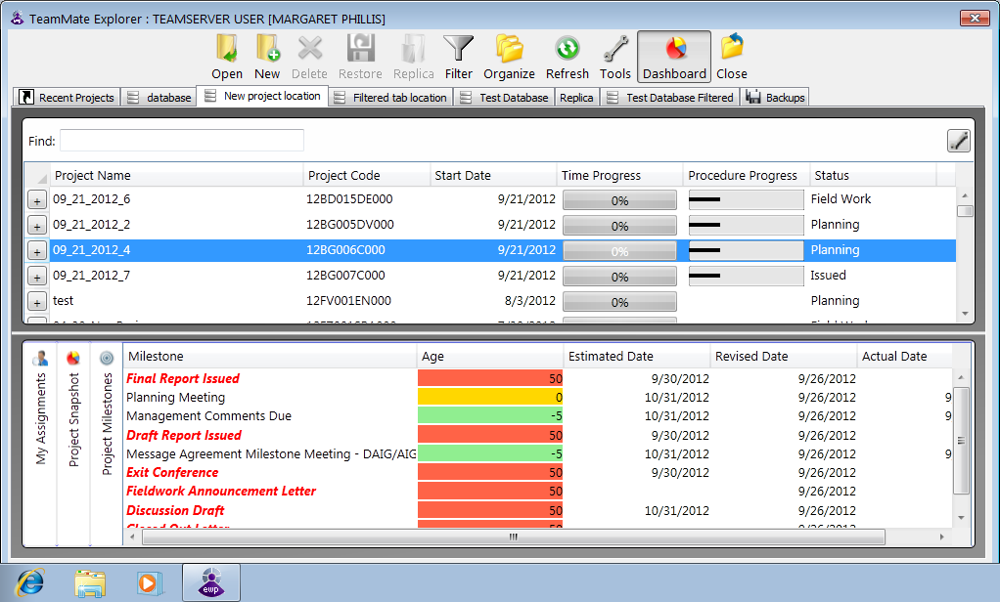 TeamMate Explorer : TEAMSERVER USER [MARGARET PHILLIS]
Open New Delete Restore Replica Filter Organize Refresh Tools Dashboard Close
Recent Projects database New project location Filtered tab location Test Database Replica Test Database Filtered Backups
Find:
Project Name Project Code Start Date Time Progress Procedure Progress Status
+ 09_21_2012_6 12BD015DE000 9/21/2012 0% Field Work
+ 09_21_2012_2 12BG005DV000 9/21/2012 0% Planning
+ 09_21_2012_4 12BG006C000 9/21/2012 0% Planning
+ 09_21_2012_7 12BG007C000 9/21/2012 0% Issued
+ test 12FV001EN000 8/3/2012 0% Planning
My Assignments
Project Snapshot
Project Milestones
Milestone Age Estimated Date Revised Date Actual Date
Final Report Issued 50 9/30/2012 9/26/2012
Planning Meeting 0 10/31/2012 9/26/2012 9
Management Comments Due -5 10/31/2012 9/26/2012 9
Draft Report Issued 50 9/30/2012 9/26/2012
Message Agreement Milestone Meeting - DAIG/AIG -5 10/31/2012 9/26/2012 9
Exit Conference 50 9/30/2012 9/26/2012
Fieldwork Announcement Letter 50 9/26/2012
Discussion Draft 50 10/31/2012 9/26/2012
Closed Out Letter 50 9/26/2012
ewp